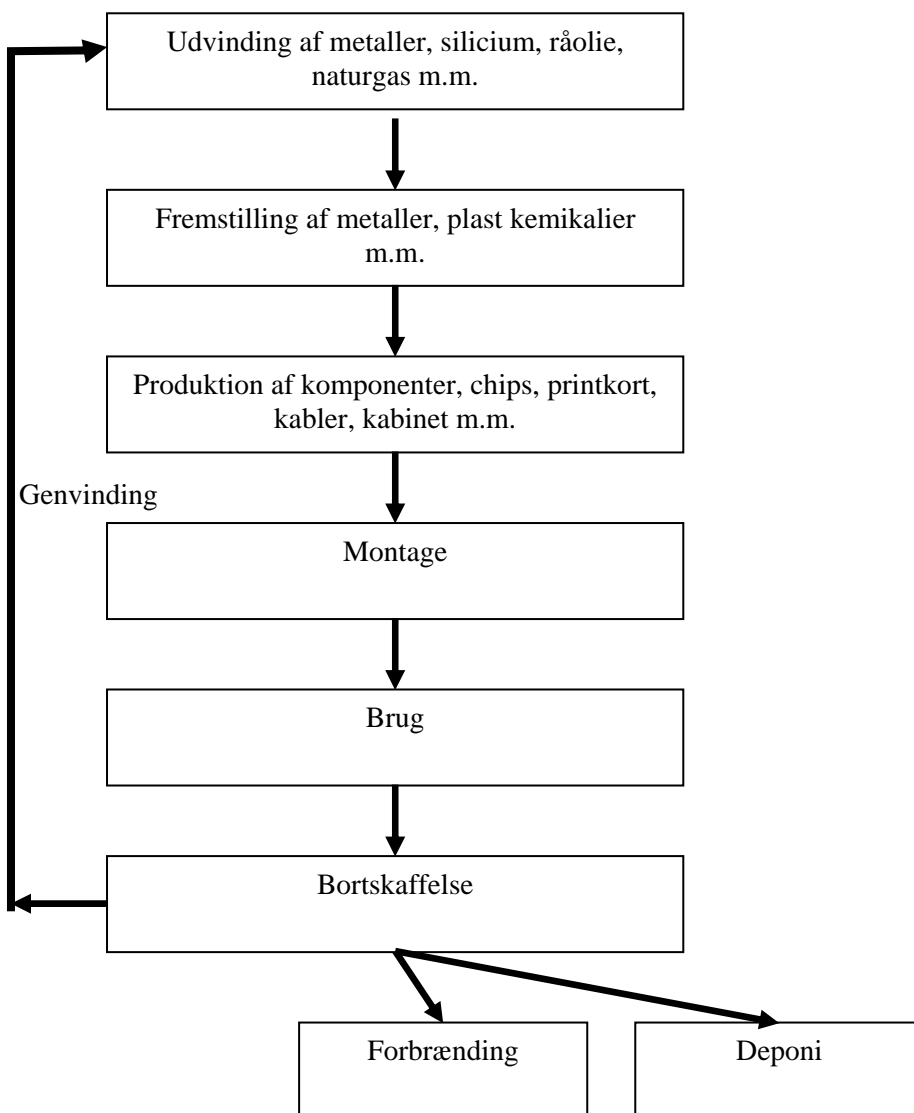 Udvinding af metaller, silicium, råolie,
naturgas m.m.
Fremstilling af metaller, plast kemikalier
m.m.
Produktion af komponenter, chips, printkort,
kabler, kabinet m.m.
Genvinding
Montage
Brug
Bortskaffelse
Forbrænding
Deponi